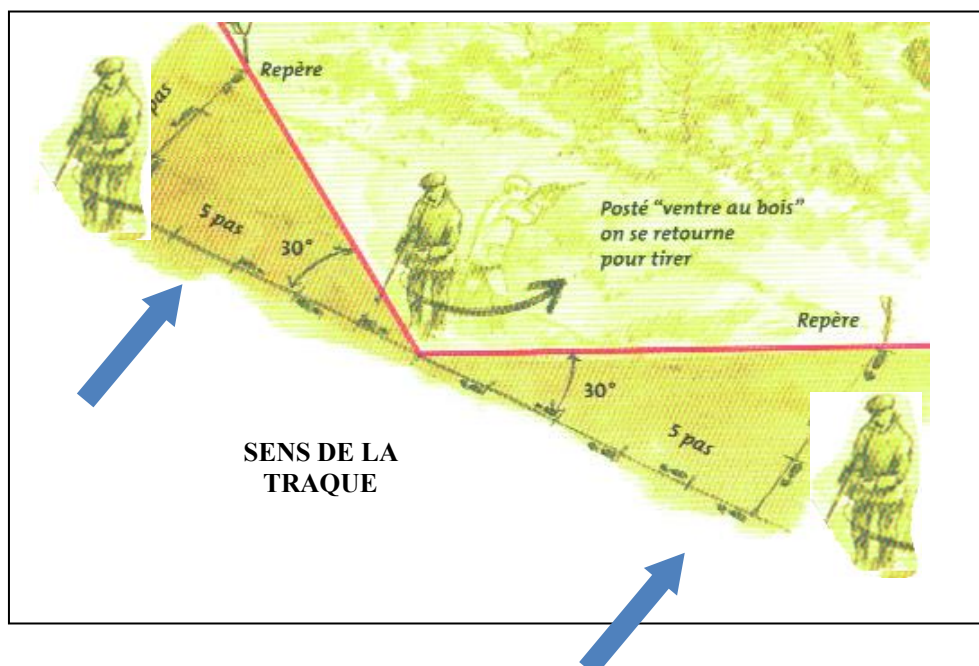 Repère
pas
5 pas
30°
Posté "ventre au bois"
on se retourne
pour tirer
Repère
30°
5 pas
SENS DE LA
TRAQUE